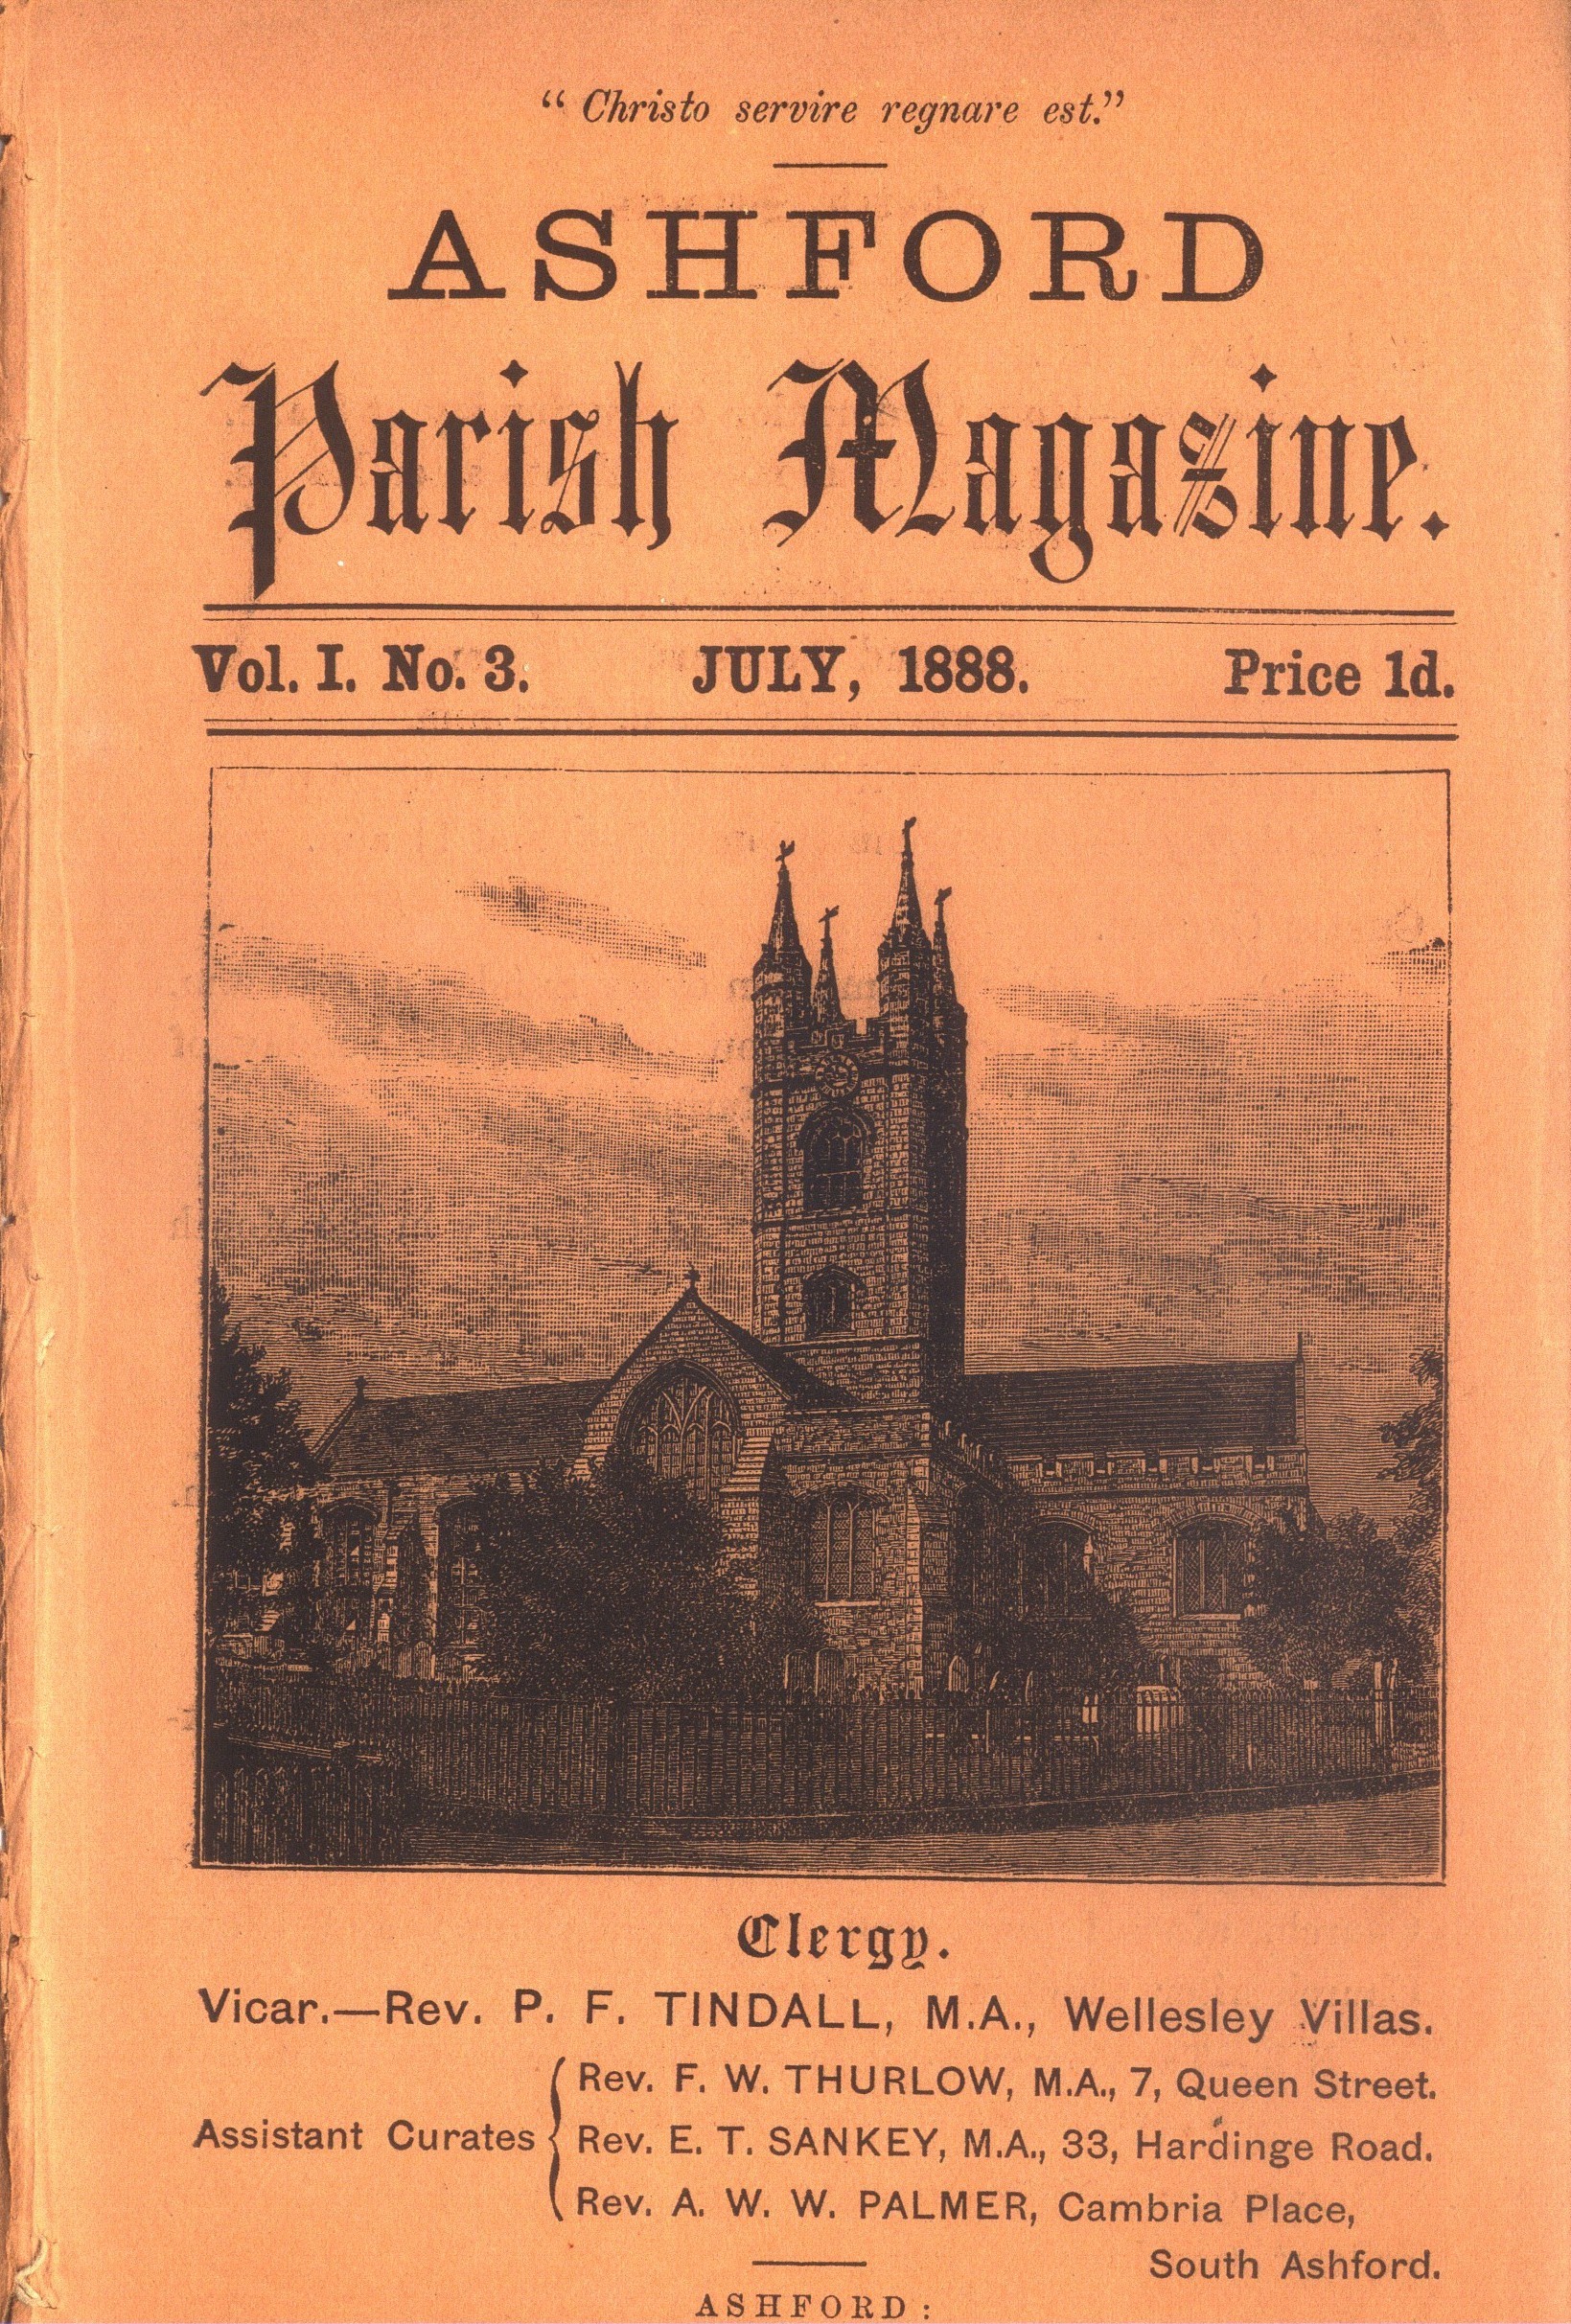 “Christo servire regnare est.”
ASHFORD
Parish Magazine.
Vol. I. No. 3. JULY, 1888. Price 1d.
Clergy.
Vicar.—Rev. P. F. TINDALL, M.A., Wellesley Villas.
Assistant Curates
Rev. F. W. THURLOW, M.A., 7, Queen Street.
Rev. E. T. SANKEY, M.A., 33, Hardinge Road.
Rev. A. W. W. PALMER, Cambria Place,
South Ashford.
ASHFORD: